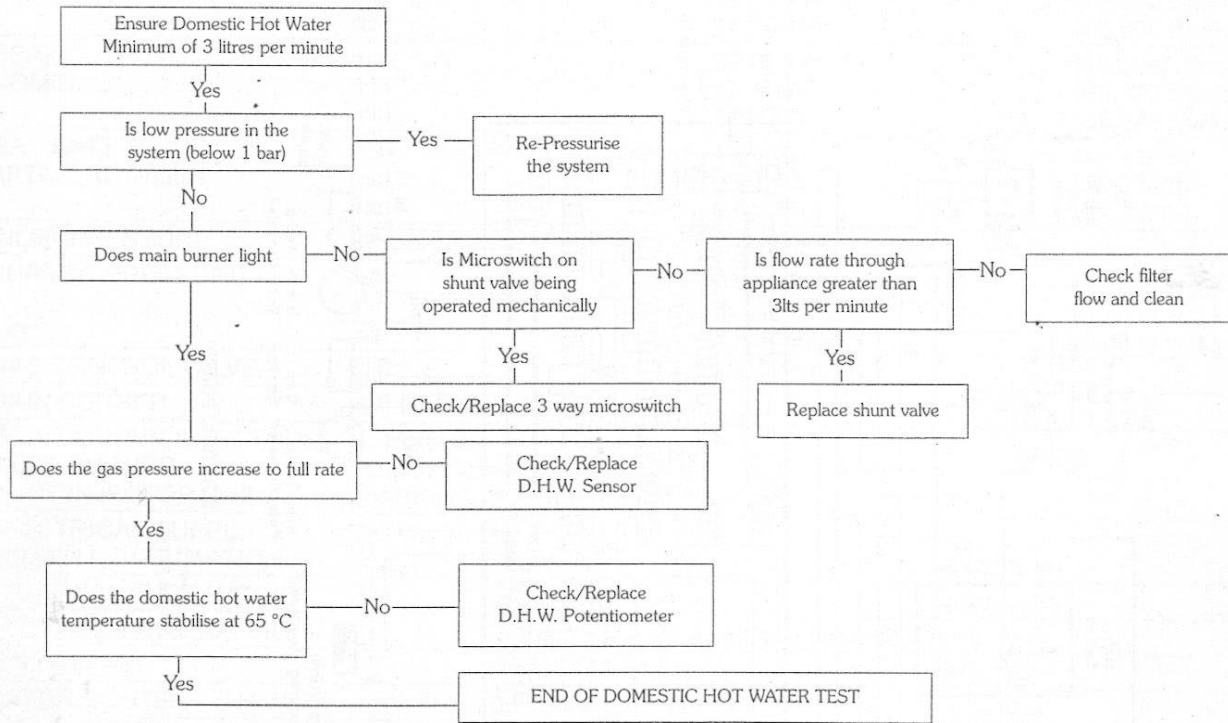 Ensure Domestic Hot Water
Minimum of 3 litres per minute
Yes
Is low pressure in the
system (below 1 bar)
Yes
Re-Pressurise
the system
No
Does main burner light
No
Is Microswitch on
shunt valve being
operated mechanically
No
Is flow rate through
appliance greater than
3lts per minute
No
Check filter
flow and clean
Yes
Yes
Yes
Check/Replace 3 way microswitch
Replace shunt valve
Does the gas pressure increase to full rate
No
Check/Replace
D.H.W. Sensor
Yes
Does the domestic hot water
temperature stabilise at 65 °C
No
Check/Replace
D.H.W. Potentiometer
Yes
END OF DOMESTIC HOT WATER TEST